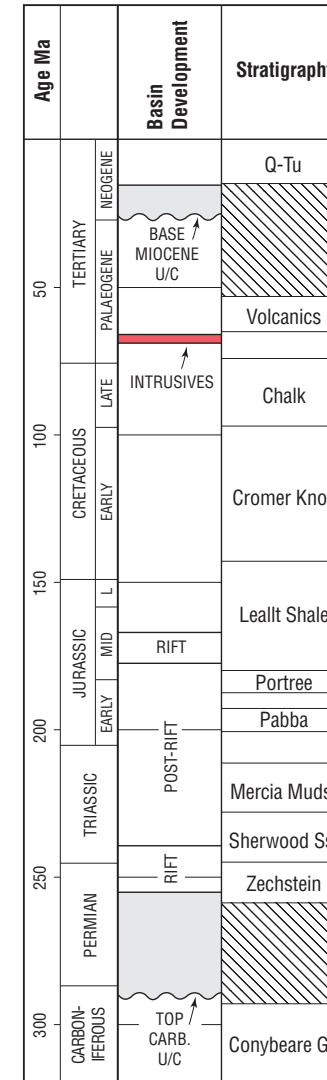 Age Ma
Basin
Development
Stratigraphy
50
100
150
200
250
300
TERTIARY
CRETACEOUS
JURASSIC
TRIASSIC
PERMIAN
CARBON-
IFEROUS
NEOGENE
PALAEOGENE
LATE
EARLY
L
MID
EARLY
BASE
MIOCENE
U/C
INTRUSIVES
RIFT
POST-RIFT
RIFT
TOP
CARB.
U/C
Q-Tu
Volcanics
Chalk
Cromer Kno
Leallt Shale
Portree
Pabba
Mercia Muds
Sherwood Ss
Zechstein
Conybeare G